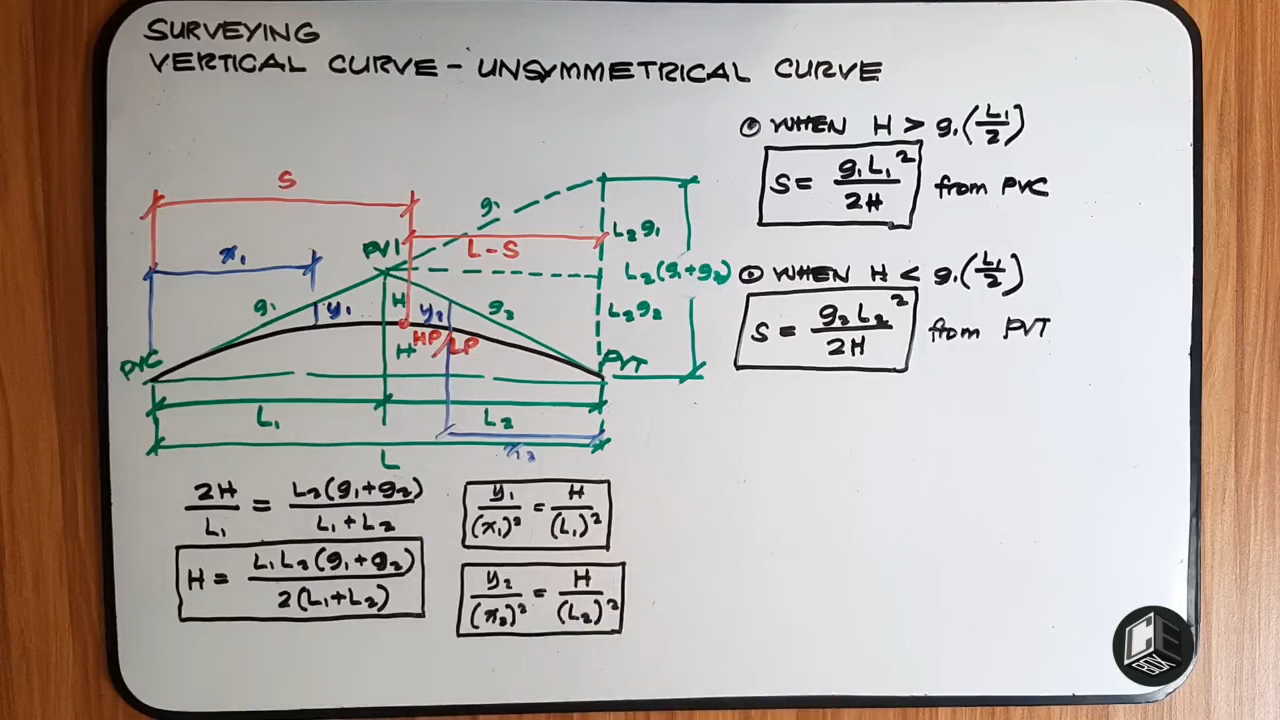 SURVEYING
VERTICAL CURVE - UNSYMMETRICAL CURVE
S
x₁
g₁
y₁
PVC
PVI
H
H
y₂
HP/LP
g₁
L-S
g₂
PVT
L₂g₁
L₂(g₁+g₂)
L₂g₂
L₁
L₂
x₂
L
2H/L₁ = L₂(g₁+g₂)/L₁+L₂
H = L₁L₂(g₁+g₂)/2(L₁+L₂)
y₁/(x₁)² = H/(L₁)²
y₂/(x₂)² = H/(L₂)²
WHEN H > g₁(L₁/2)
S = g₁L₁²/2H from PVC
WHEN H < g₁(L₁/2)
S = g₂L₂²/2H from PVT
CE
BOX